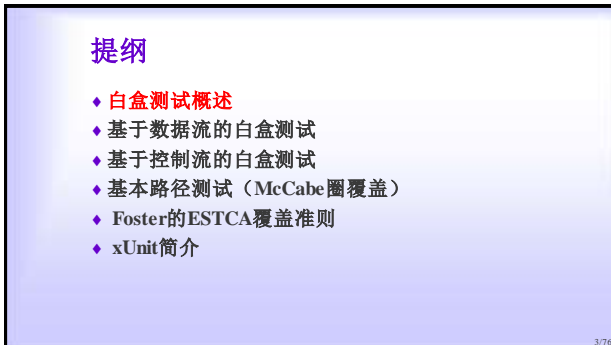 提纲
白盒测试概述
基于数据流的白盒测试
基于控制流的白盒测试
基本路径测试（McCabe圈覆盖）
Foster的ESTCA覆盖准则
xUnit简介
3/76